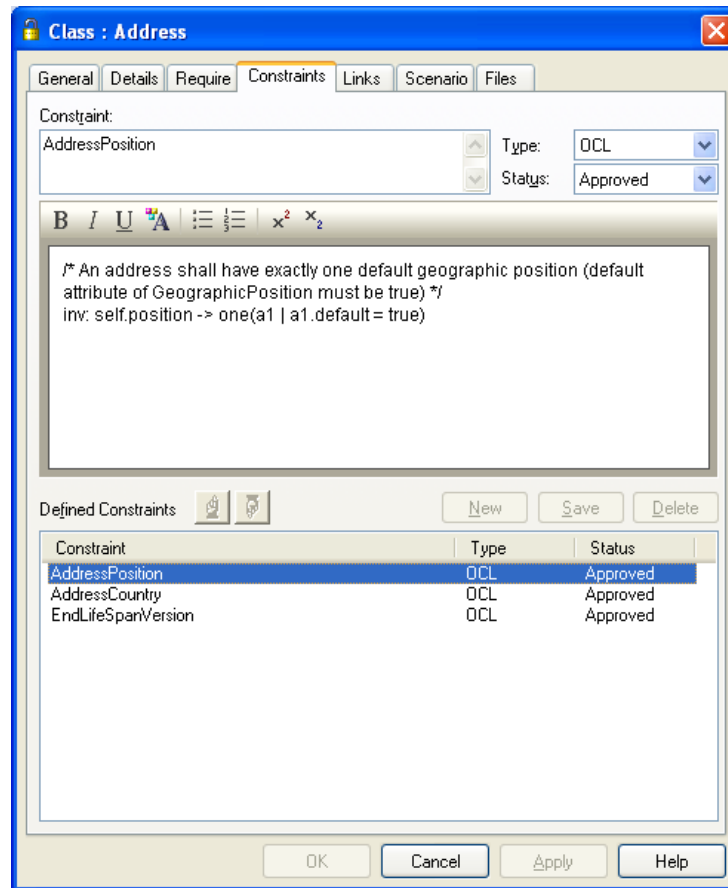 Class : Address
General Details Require Constraints Links Scenario Files
Constraint:
AddressPosition
Type: OCL
Status: Approved
B I U A x² x₂
/* An address shall have exactly one default geographic position (default
attribute of GeographicPosition must be true) */
inv: self.position -> one(a1 | a1.default = true)
Defined Constraints New Save Delete
Constraint Type Status
AddressPosition OCL Approved
AddressCountry OCL Approved
EndLifeSpanVersion OCL Approved
OK Cancel Apply Help